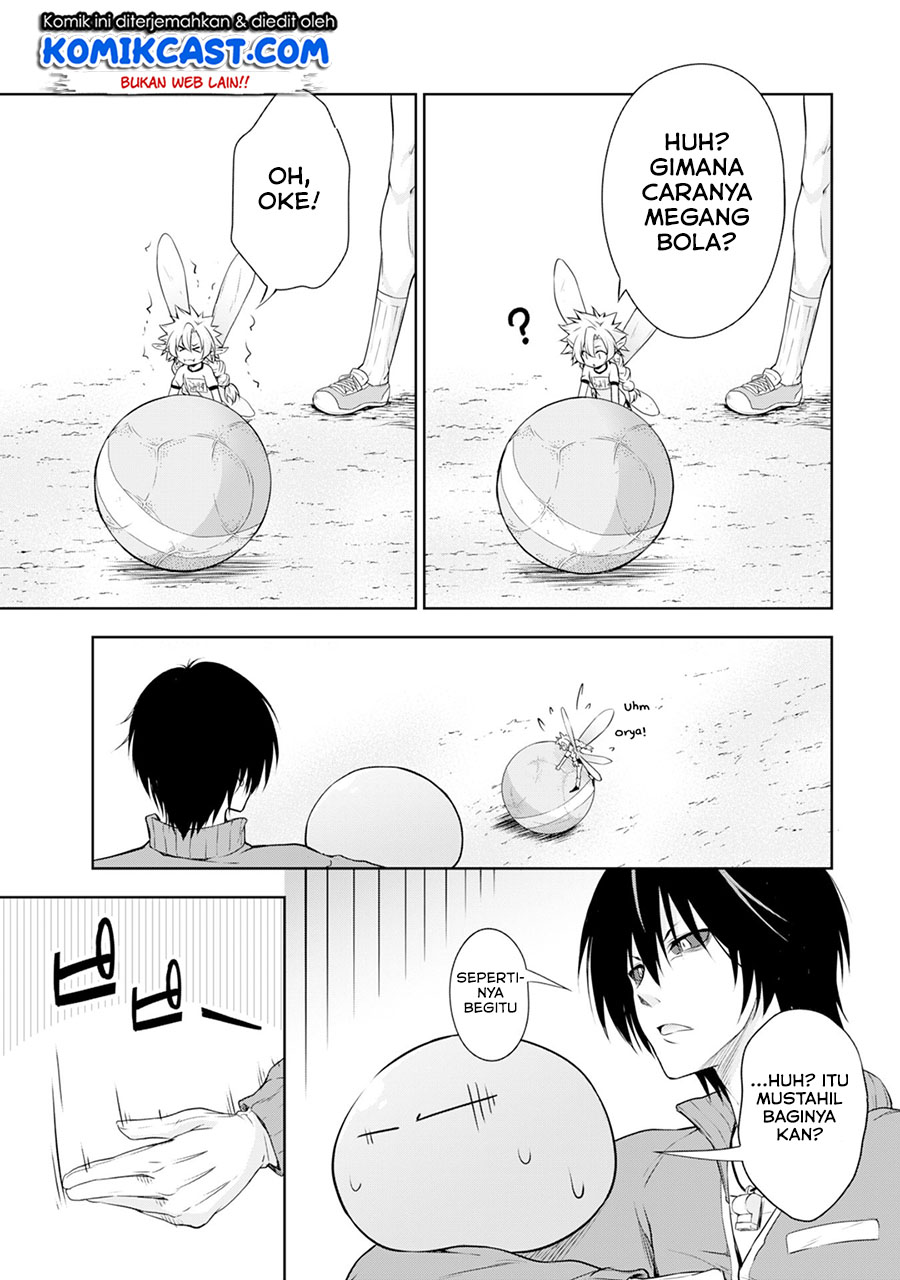 Komik ini diterjemahkan & diedit oleh
KOMIKCAST.COM
BUKAN WEB LAIN!!
HUH?
GIMANA
CARANYA
MEGANG
BOLA?
?
OH,
OKE!
Uhm
orya!
...HUH? ITU
MUSTAHIL
BAGINYA
KAN?
SEPERTI-
NYA
BEGITU